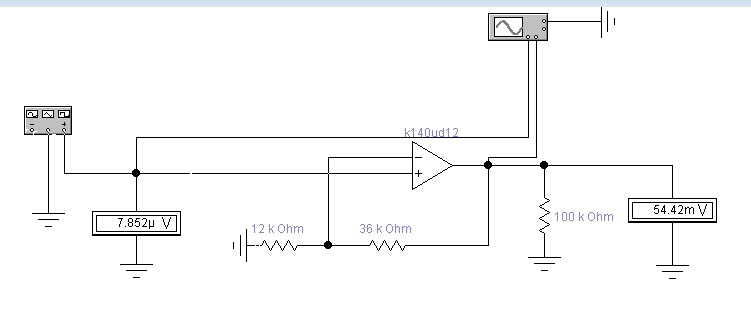 k140ud12
7.852µ V
12 k Ohm
36 k Ohm
100 k Ohm
54.42m V